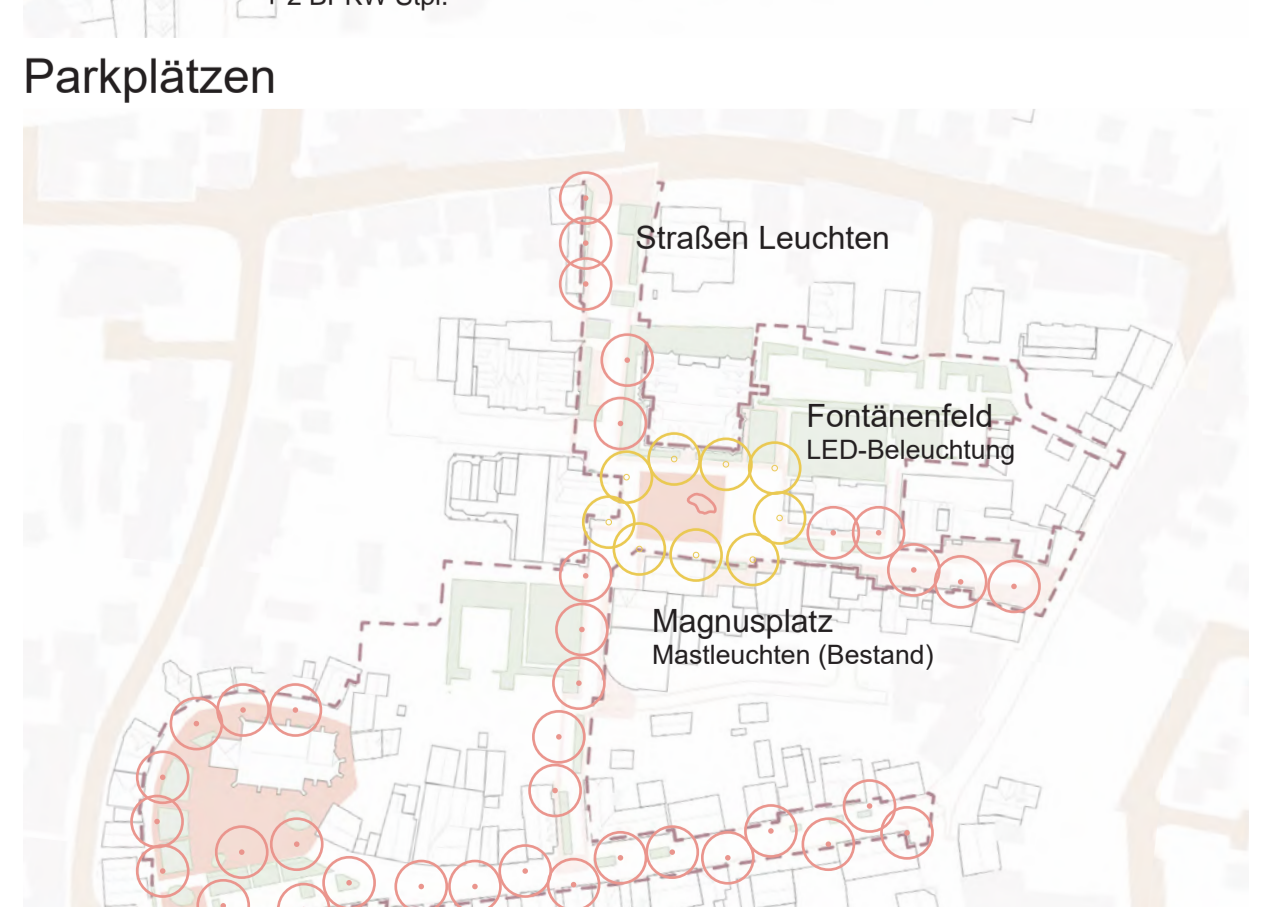 Parkplätzen
Straßen Leuchten
Fontänenfeld
LED-Beleuchtung
Magnusplatz
Mastleuchten (Bestand)